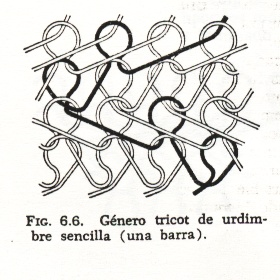 FIG. 6.6. Género tricot de urdim-
bre sencilla (una barra).